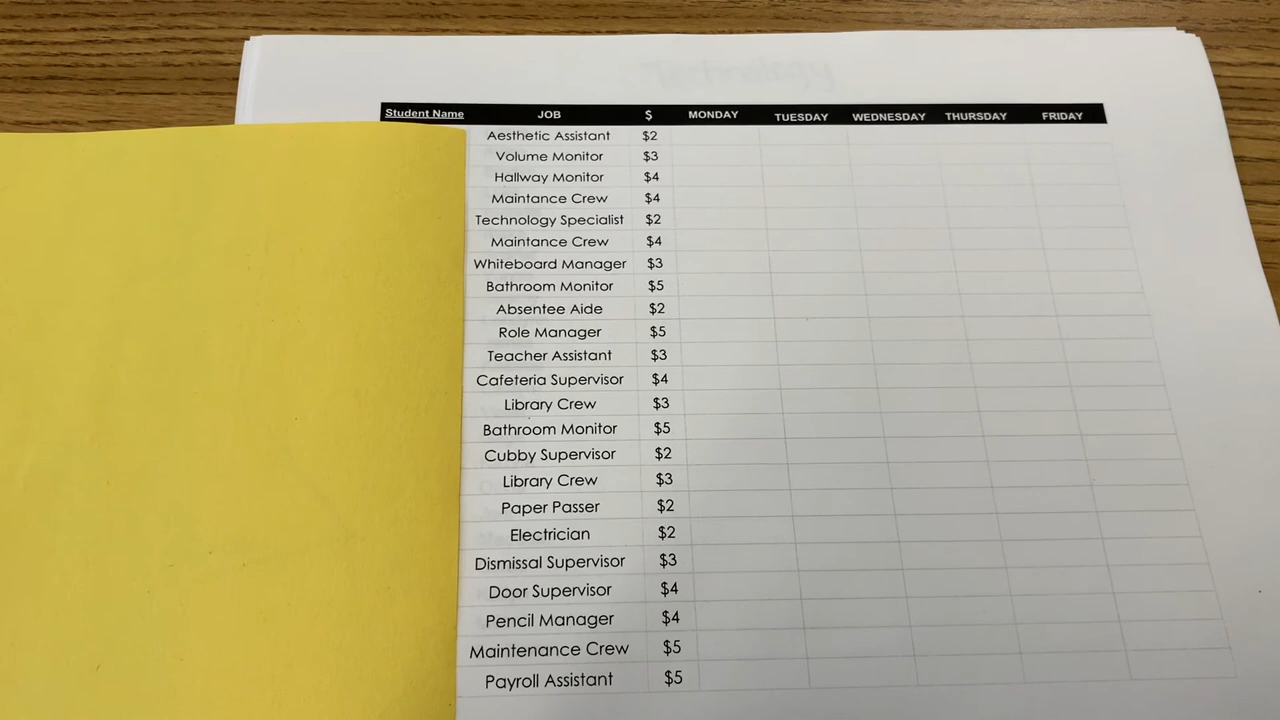 Technology
Student Name JOB $ MONDAY TUESDAY WEDNESDAY THURSDAY FRIDAY
Aesthetic Assistant $2
Volume Monitor $3
Hallway Monitor $4
Maintance Crew $4
Technology Specialist $2
Maintance Crew $4
Whiteboard Manager $3
Bathroom Monitor $5
Absentee Aide $2
Role Manager $5
Teacher Assistant $3
Cafeteria Supervisor $4
Library Crew $3
Bathroom Monitor $5
Cubby Supervisor $2
Library Crew $3
Paper Passer $2
Electrician $2
Dismissal Supervisor $3
Door Supervisor $4
Pencil Manager $4
Maintenance Crew $5
Payroll Assistant $5